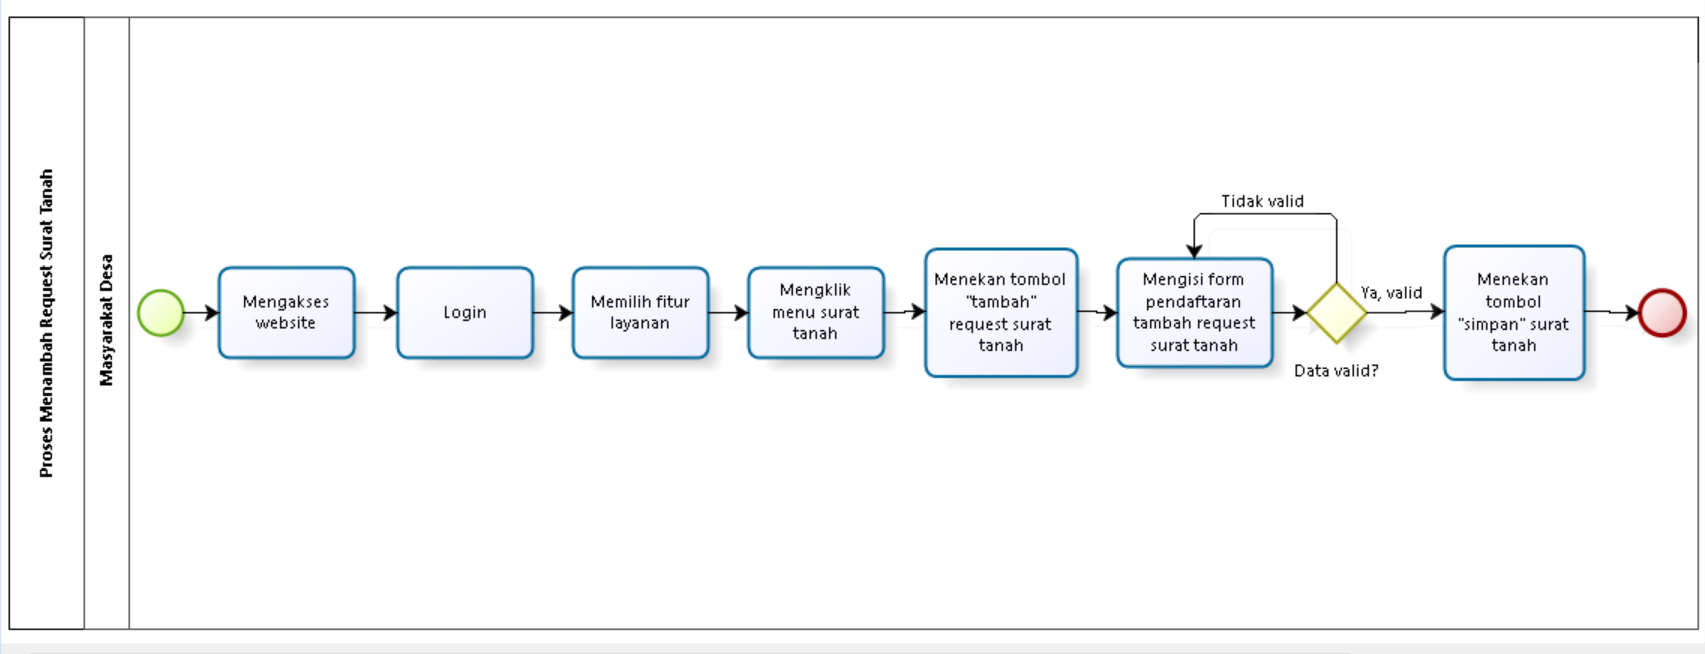 Proses Menambah Request Surat Tanah
Masyarakat Desa
Mengakses
website
Login
Memilih fitur
layanan
Mengklik
menu surat
tanah
Menekan tombol
"tambah"
request surat
tanah
Mengisi form
pendaftaran
tambah request
surat tanah
Tidak valid
Data valid?
Ya, valid
Menekan
tombol
"simpan" surat
tanah